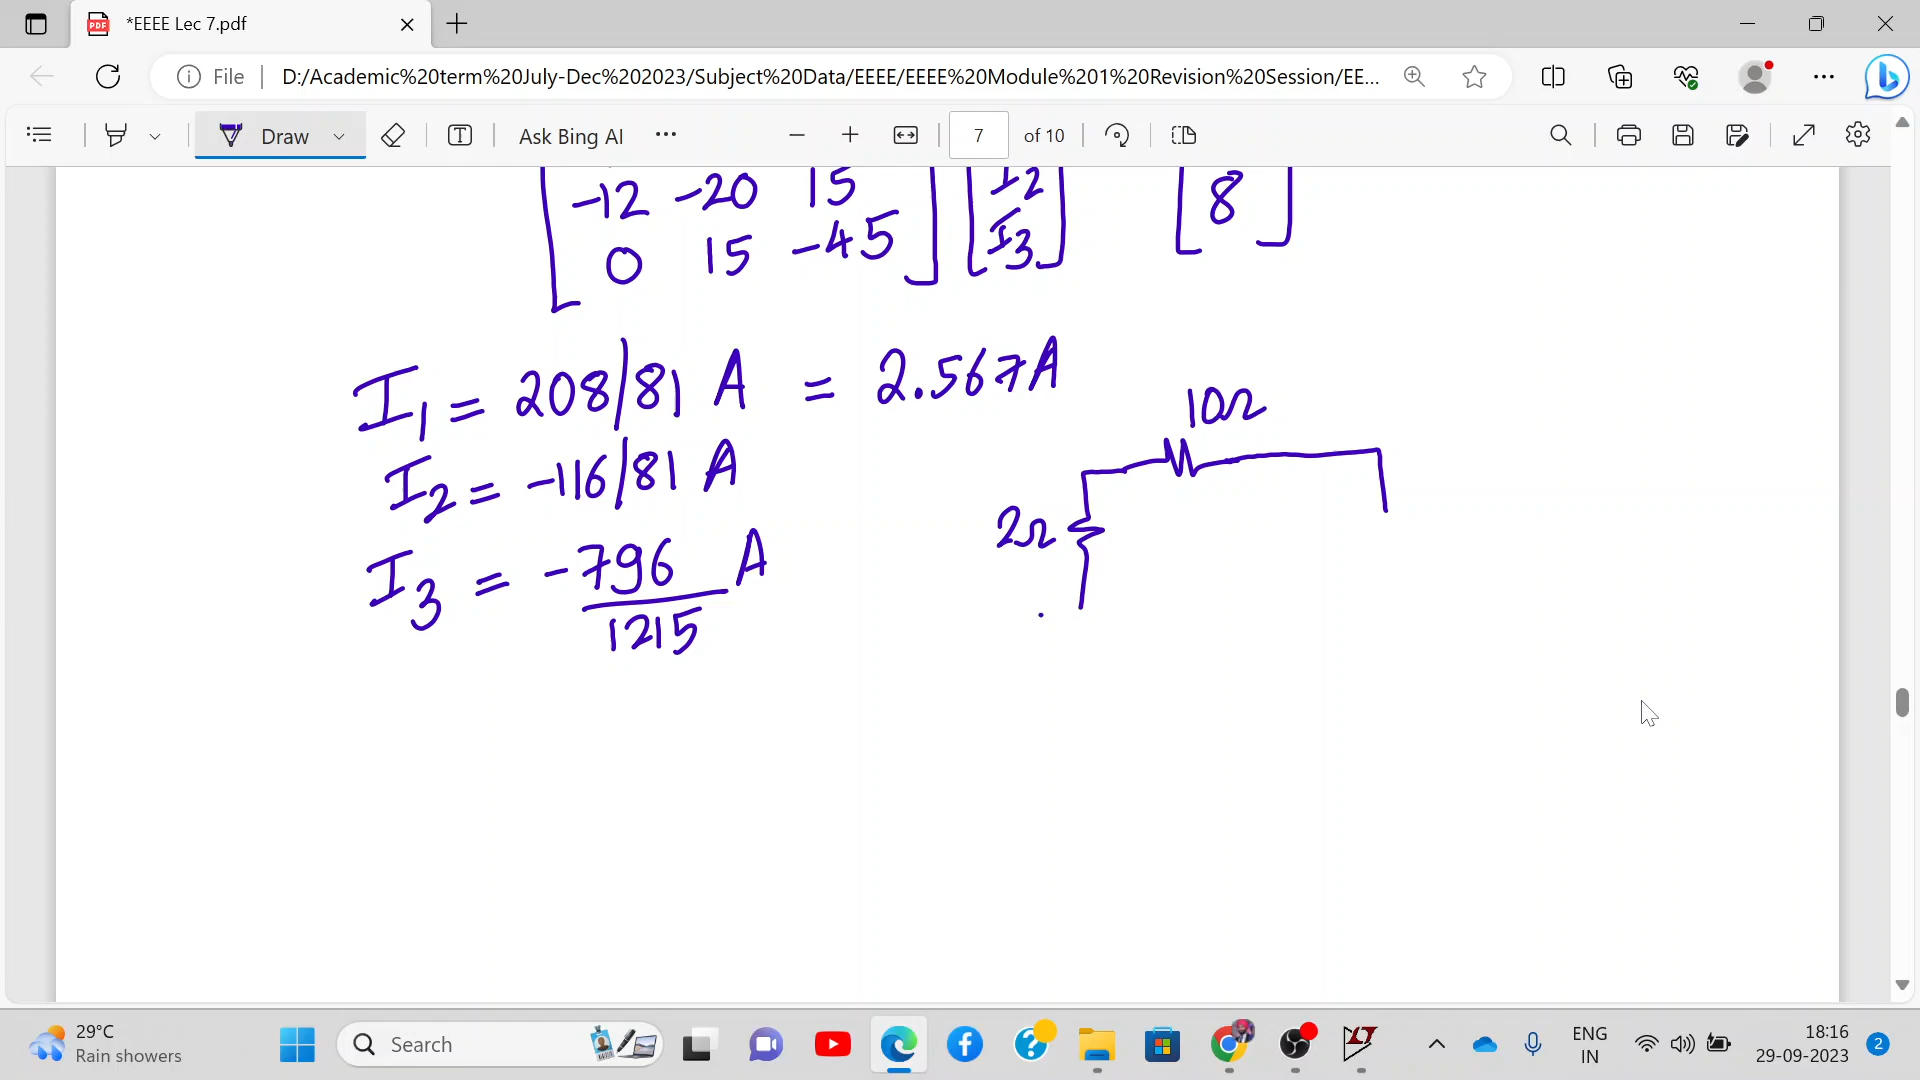 *EEEE Lec 7.pdf
File D:/Academic%20term%20July-Dec%202023/Subject%20Data/EEEE/EEEE%20Module%201%20Revision%20Session/EE...
Draw Ask Bing AI 7 of 10
-12 -20 15 I2 8
0 15 -45 I3
I1 = 208/81 A = 2.567A
10Ω
I2 = -116/81 A
2Ω
I3 = -796 A
1215
29°C
Rain showers
Search
ENG
IN
18:16
29-09-2023
2